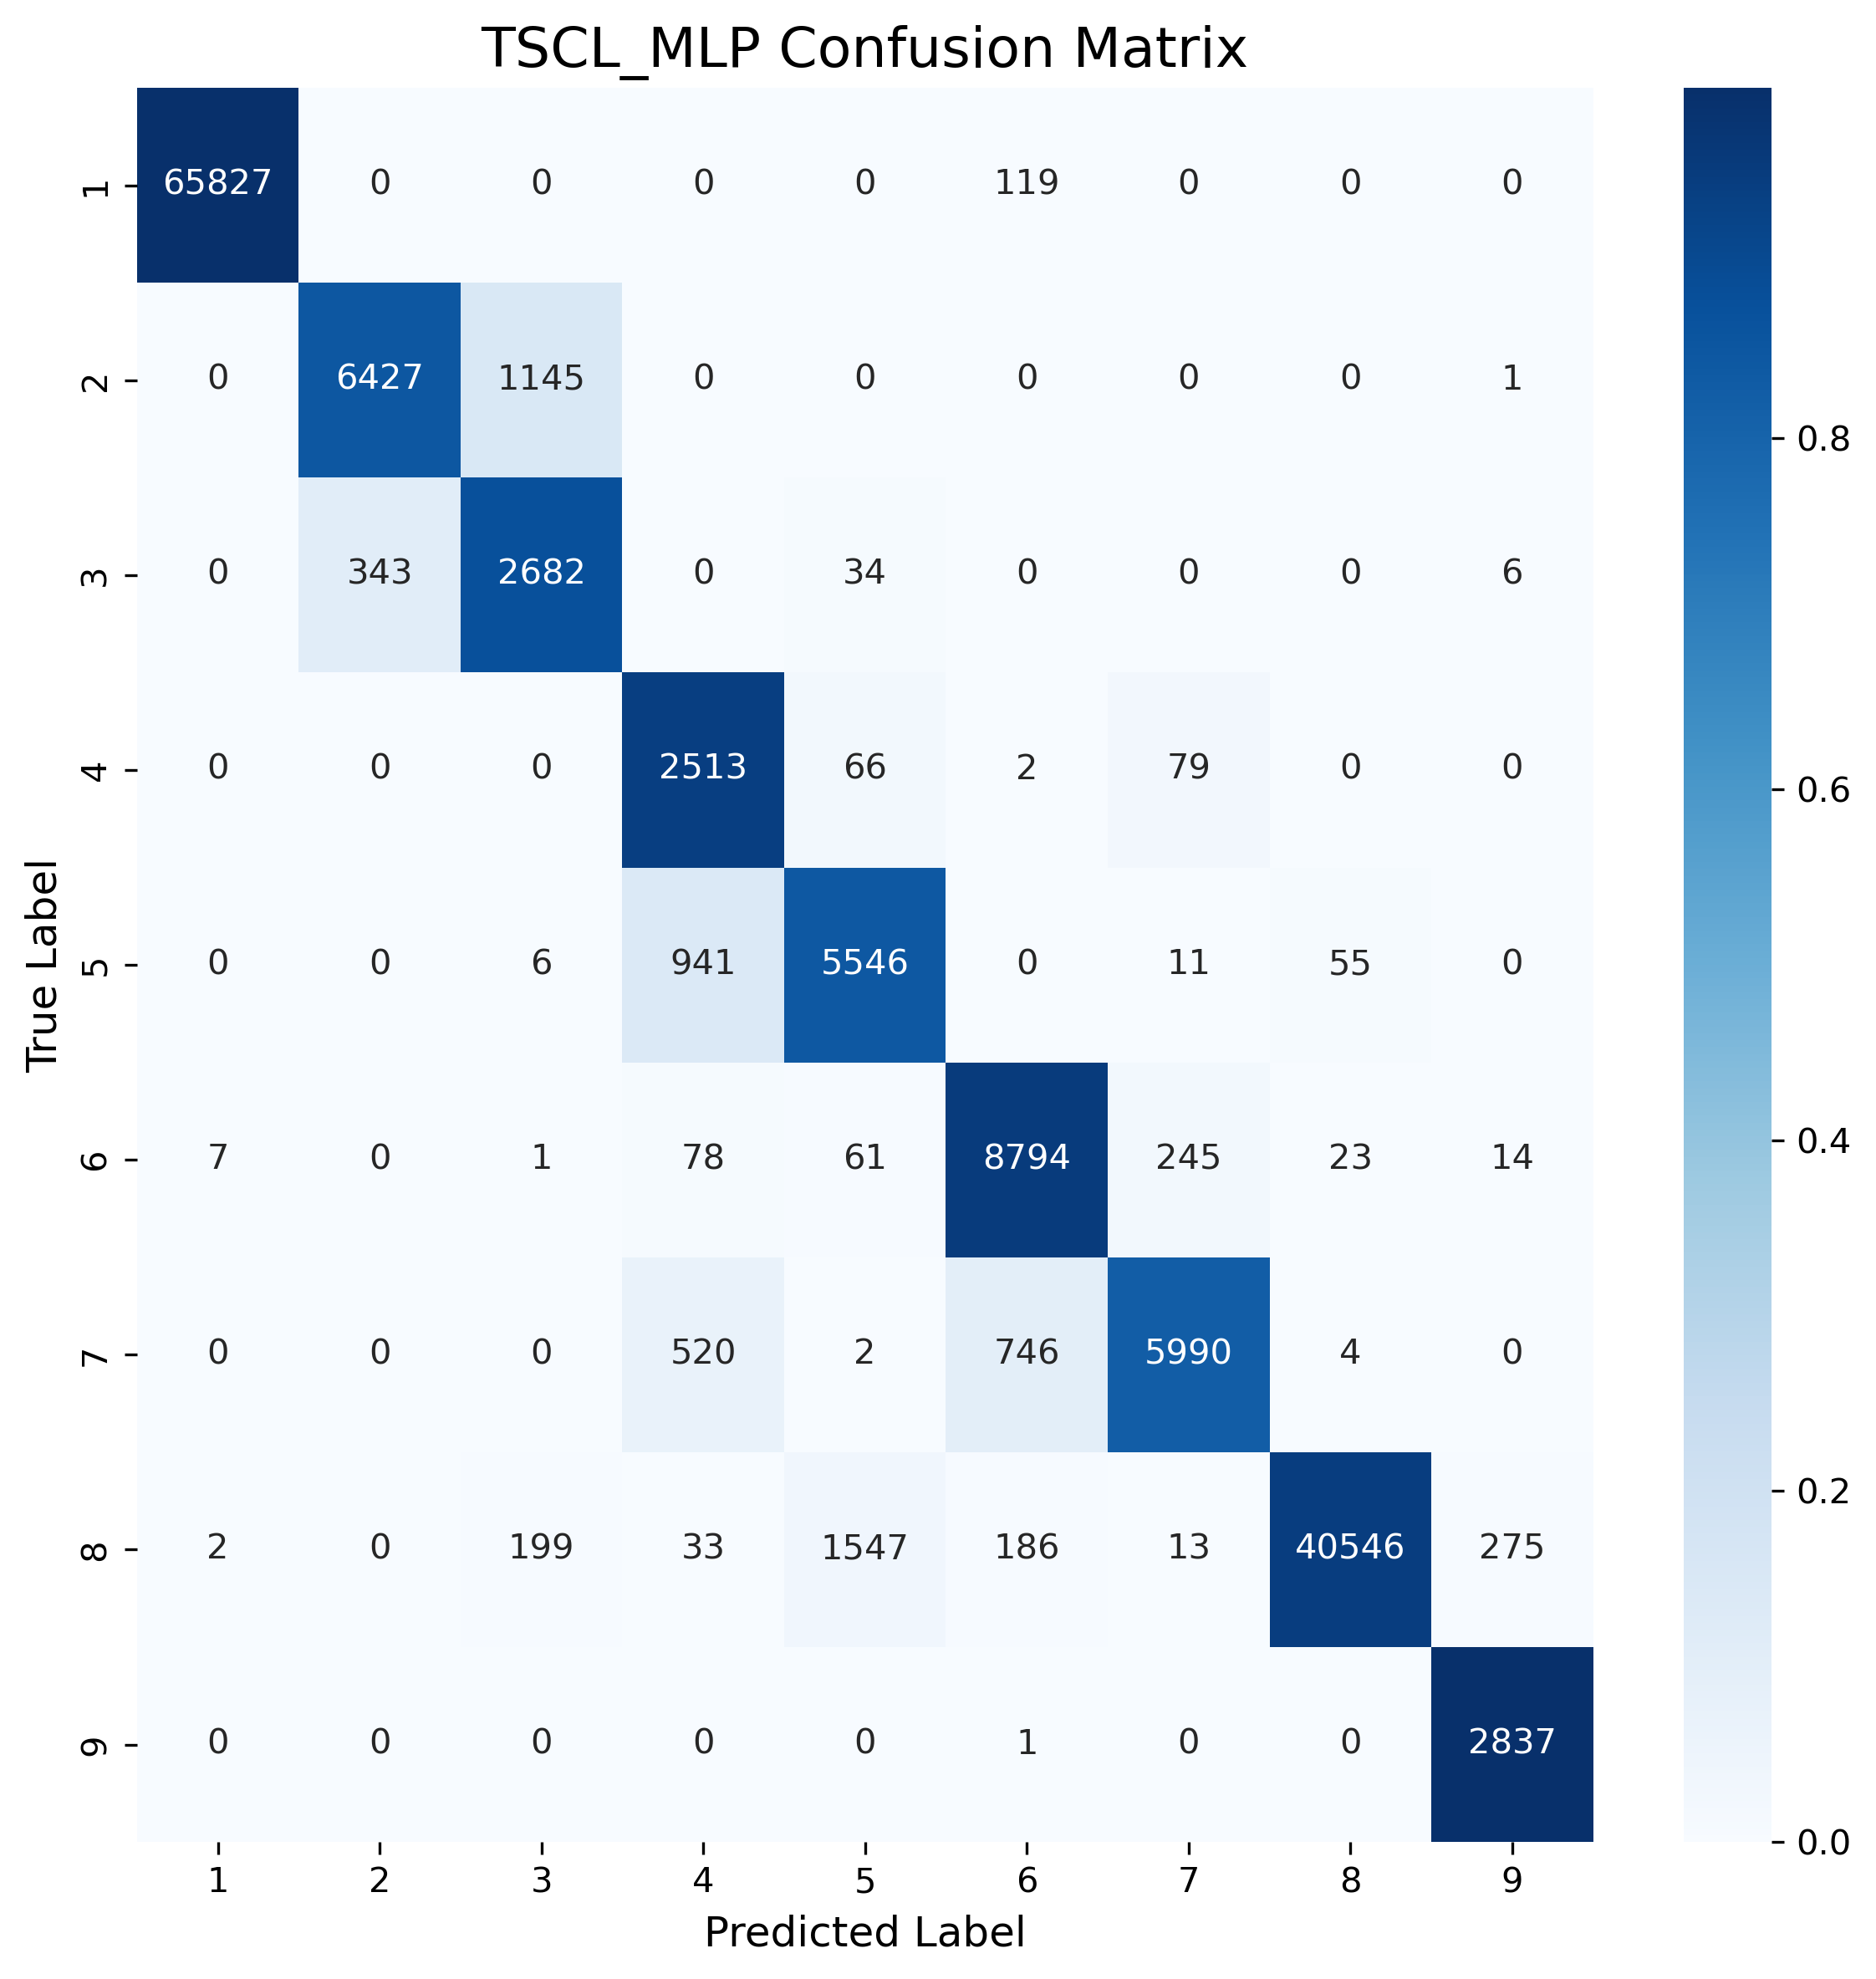 TSCL_MLP Confusion Matrix
1 65827 0 0 0 0 119 0 0 0
2 0 6427 1145 0 0 0 0 0 1
3 0 343 2682 0 34 0 0 0 6
4 0 0 0 2513 66 2 79 0 0
5 0 0 6 941 5546 0 11 55 0
6 7 0 1 78 61 8794 245 23 14
7 0 0 0 520 2 746 5990 4 0
8 2 0 199 33 1547 186 13 40546 275
9 0 0 0 0 0 1 0 0 2837
1 2 3 4 5 6 7 8 9
Predicted Label
True Label
0.8
0.6
0.4
0.2
0.0